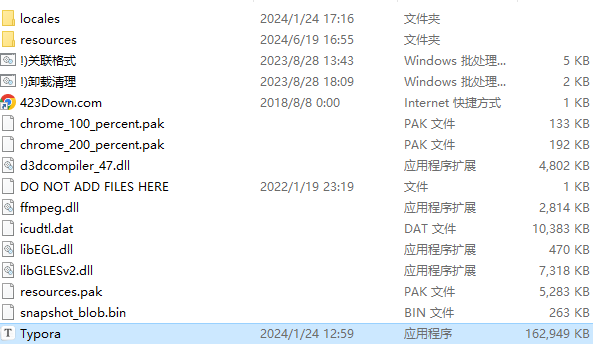 locales 2024/1/24 17:16 文件夹
resources 2024/6/19 16:55 文件夹
!)关联格式 2023/8/28 13:43 Windows 批处理... 5 KB
!)卸载清理 2023/8/28 18:09 Windows 批处理... 2 KB
423Down.com 2018/8/8 0:00 Internet 快捷方式 1 KB
chrome_100_percent.pak PAK 文件 133 KB
chrome_200_percent.pak PAK 文件 192 KB
d3dcompiler_47.dll 应用程序扩展 4,802 KB
DO NOT ADD FILES HERE 2022/1/19 23:19 文件 1 KB
ffmpeg.dll 应用程序扩展 2,814 KB
icudtl.dat DAT 文件 10,383 KB
libEGL.dll 应用程序扩展 470 KB
libGLESv2.dll 应用程序扩展 7,318 KB
resources.pak PAK 文件 5,283 KB
snapshot_blob.bin BIN 文件 263 KB
T Typora 2024/1/24 12:59 应用程序 162,949 KB